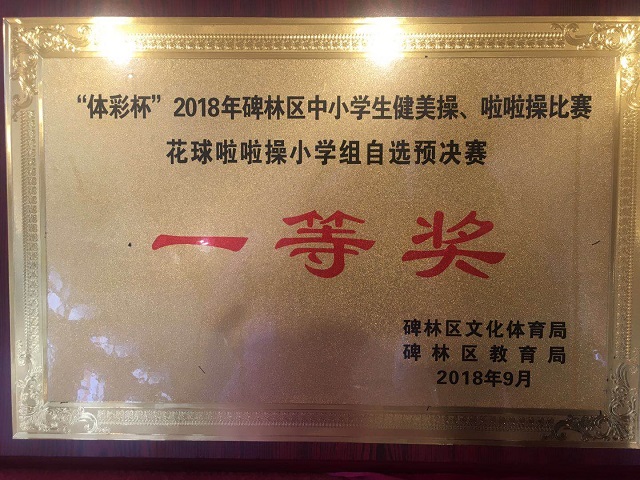 “体彩杯”2018年碑林区中小学生健美操、啦啦操比赛
花球啦啦操小学组自选预决赛
一等奖
碑林区文化体育局
碑林区教育局
2018年9月